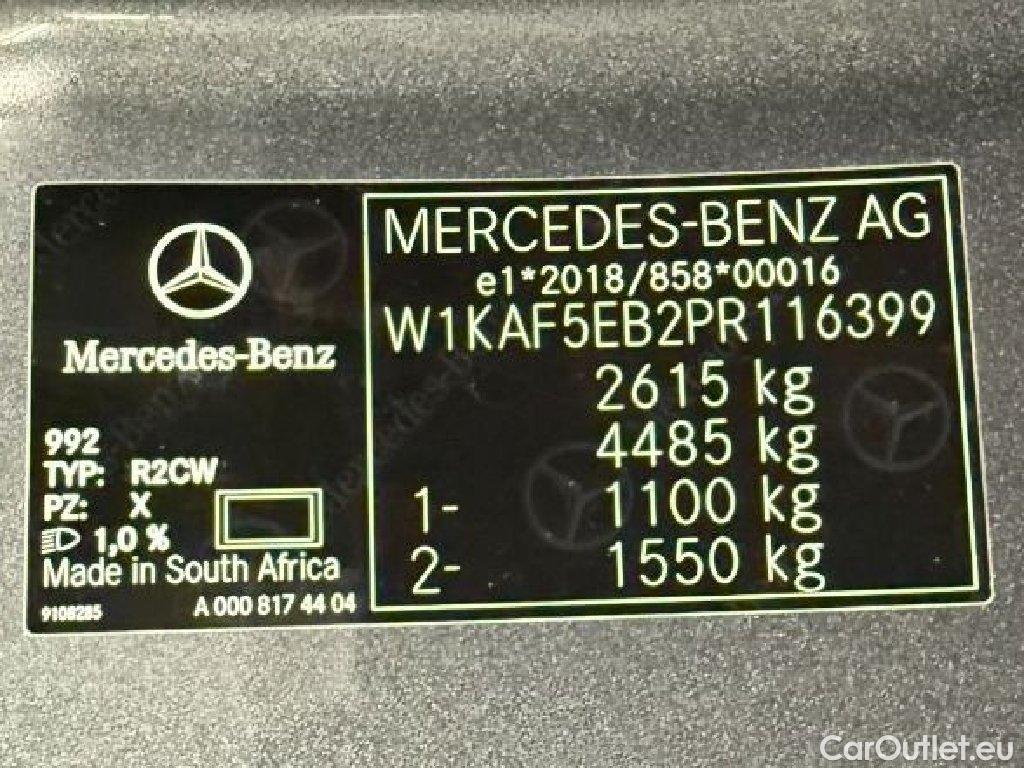 Mercedes-Benz
992
TYP: R2CW
PZ: X
1,0 %
Made in South Africa
9108285
A 000 817 44 04
MERCEDES-BENZ AG
e1*2018/858*00016
W1KAF5EB2PR116399
2615 kg
4485 kg
1- 1100 kg
2- 1550 kg
CarOutlet.eu